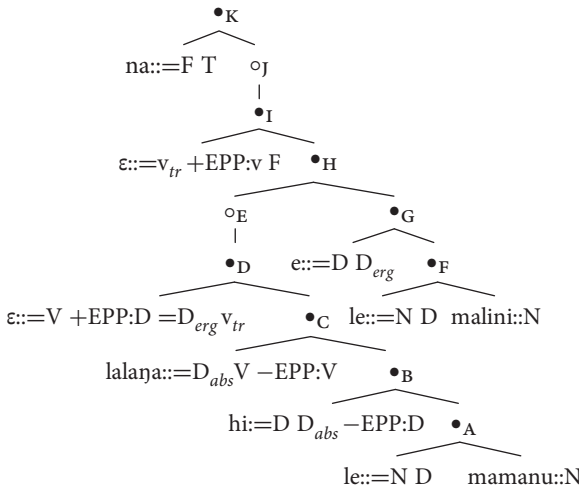 •K
na::=F T ∘J
•I
ε::=v_tr +EPP:v F •H
∘E •G
•D e::=D D_erg •F
ε::=V +EPP:D =D_erg v_tr •C le::=N D malini::N
lalaŋa::=D_abs V −EPP:V •B
hi:=D D_abs −EPP:D •A
le::=N D mamanu::N